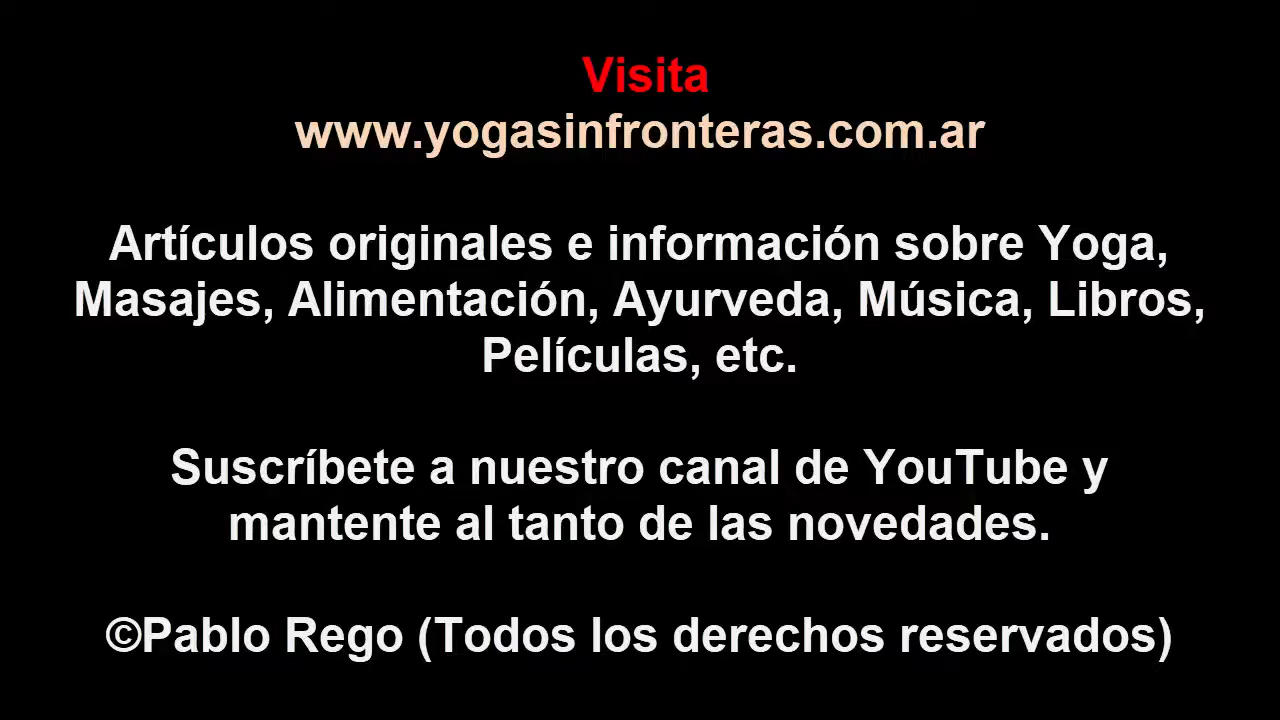 Visita
www.yogasinfronteras.com.ar
Artículos originales e información sobre Yoga,
Masajes, Alimentación, Ayurveda, Música, Libros,
Películas, etc.
Suscríbete a nuestro canal de YouTube y
mantente al tanto de las novedades.
©Pablo Rego (Todos los derechos reservados)